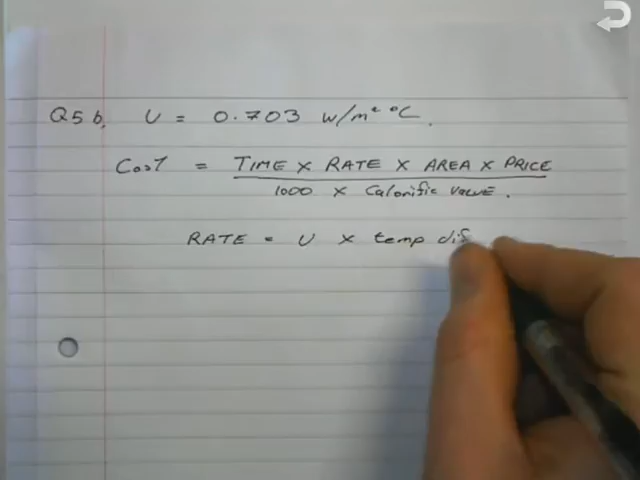 Q5 b, U = 0.703 W/m² °C.
COST = TIME × RATE × AREA × PRICE
1000 × Calorific VALUE.
RATE = U × temp dif